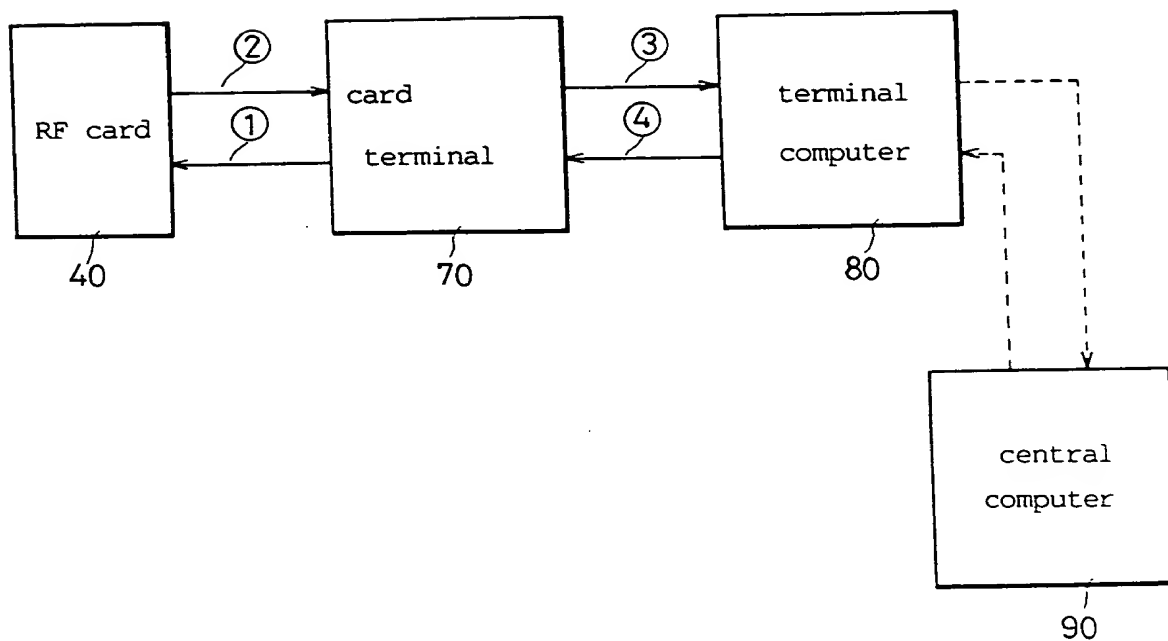 ②
③
①
④
RF card
card
terminal
terminal
computer
40
70
80
central
computer
90